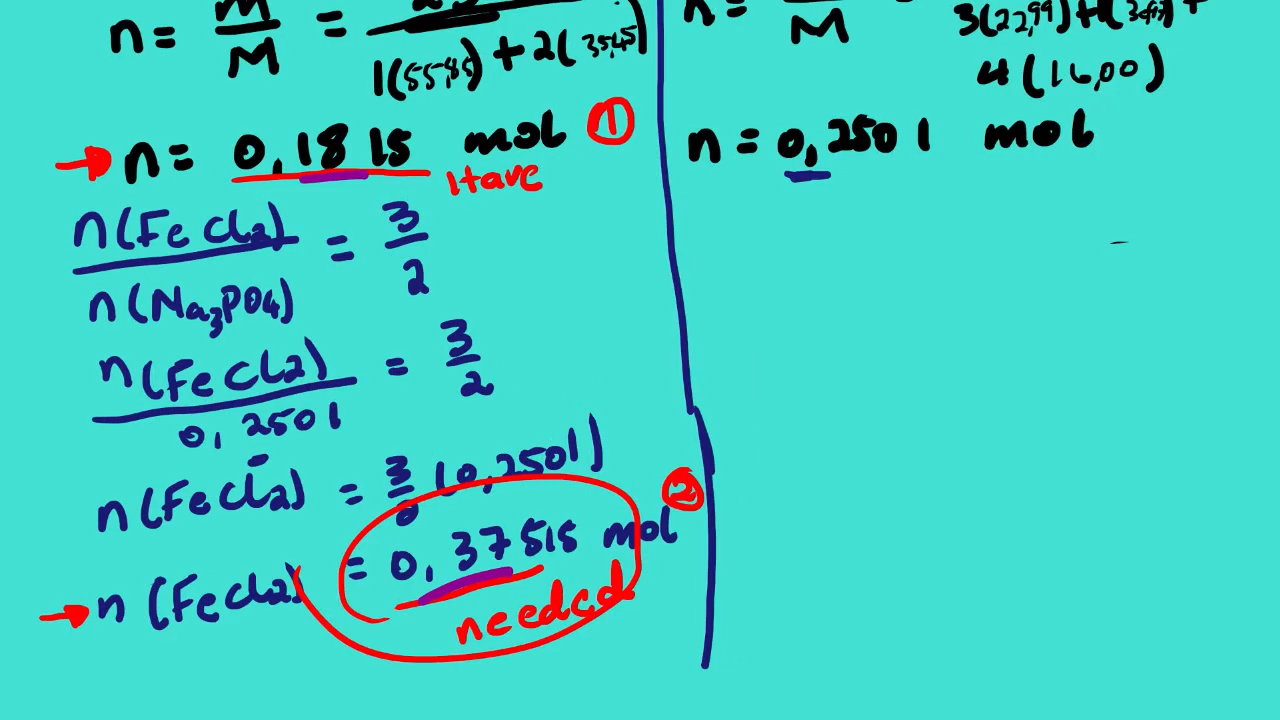 n = m/M =
1(55,85) + 2(35,45)
n = 0,1815 mol ①
Have
n(FeCl2)/n(Na3PO4) = 3/2
n(FeCl2)/0,2501 = 3/2
n(FeCl2) = 3/ (0,2501)
= 0,37515 mol ②
n(FeCl2)
needed
n =
M
3(22,99) +
4(16,00)
n = 0,2501 mol